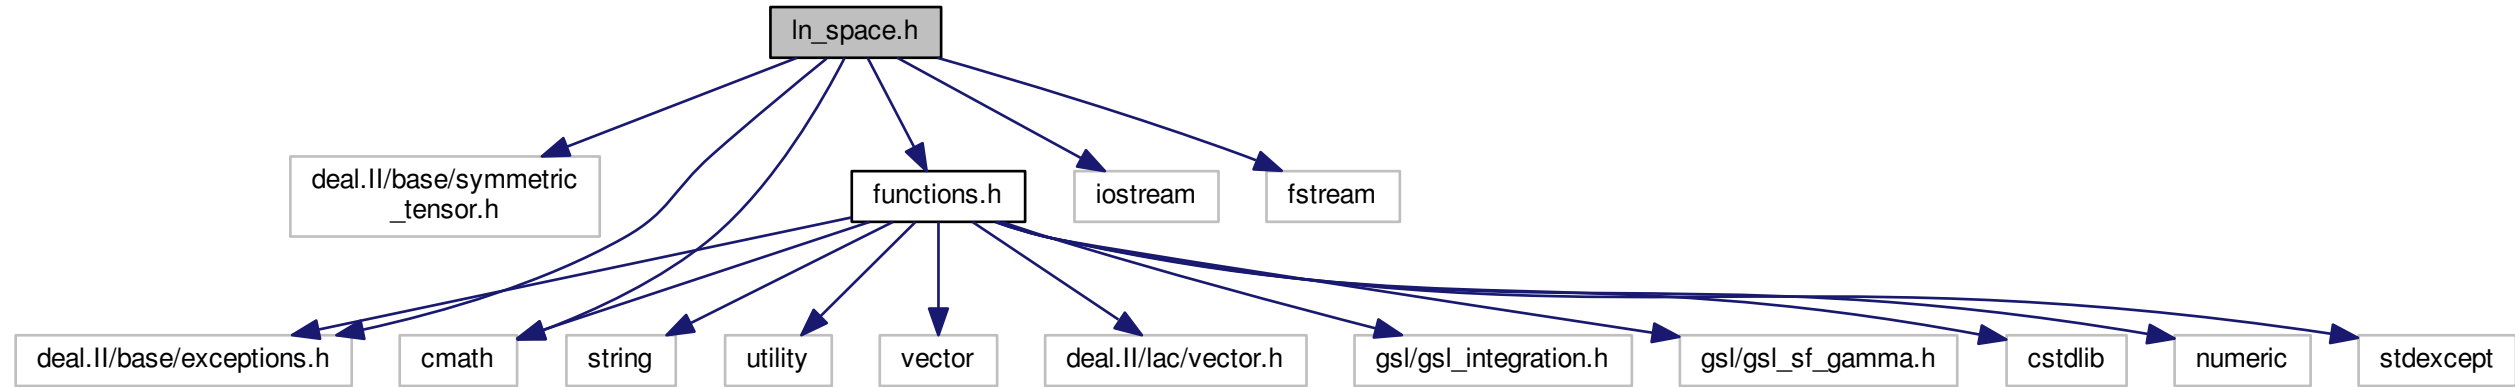 ln_space.h
deal.II/base/symmetric
_tensor.h
functions.h
iostream
fstream
deal.II/base/exceptions.h
cmath
string
utility
vector
deal.II/lac/vector.h
gsl/gsl_integration.h
gsl/gsl_sf_gamma.h
cstdlib
numeric
stdexcept